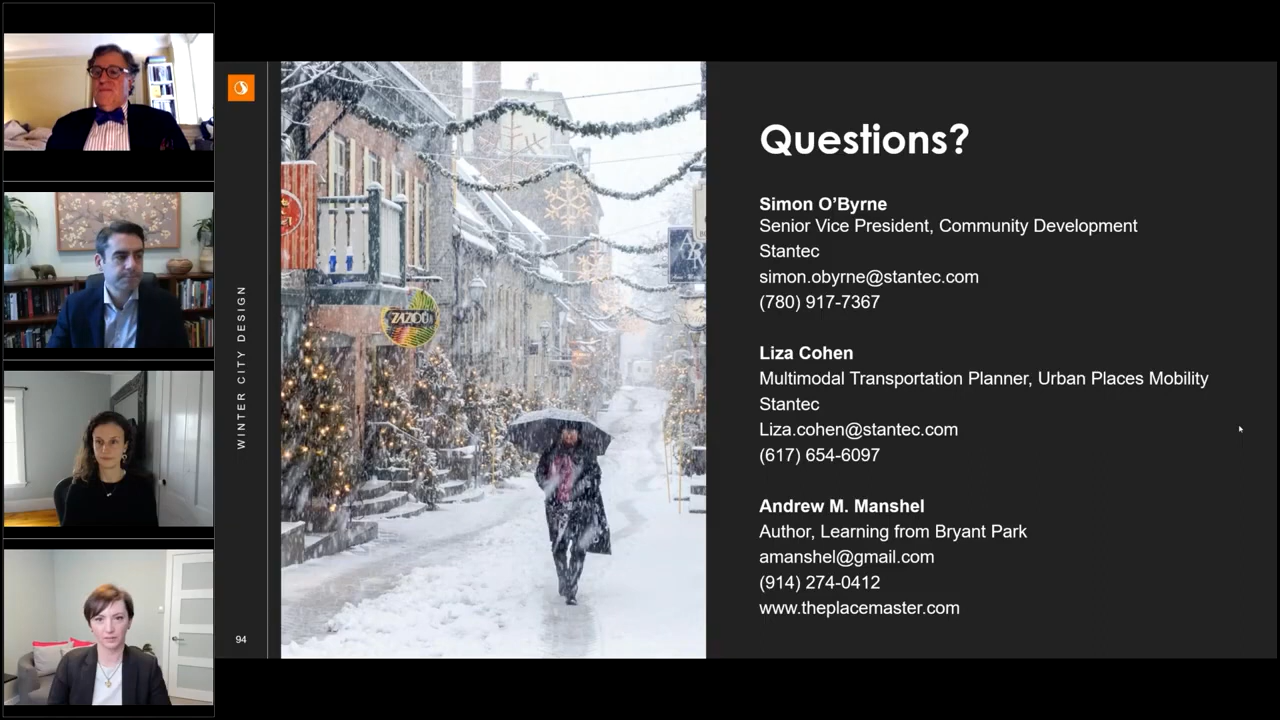 WINTER CITY DESIGN
94
ZAZOU
Questions?
Simon O’Byrne
Senior Vice President, Community Development
Stantec
simon.obyrne@stantec.com
(780) 917-7367
Liza Cohen
Multimodal Transportation Planner, Urban Places Mobility
Stantec
Liza.cohen@stantec.com
(617) 654-6097
Andrew M. Manshel
Author, Learning from Bryant Park
amanshel@gmail.com
(914) 274-0412
www.theplacemaster.com